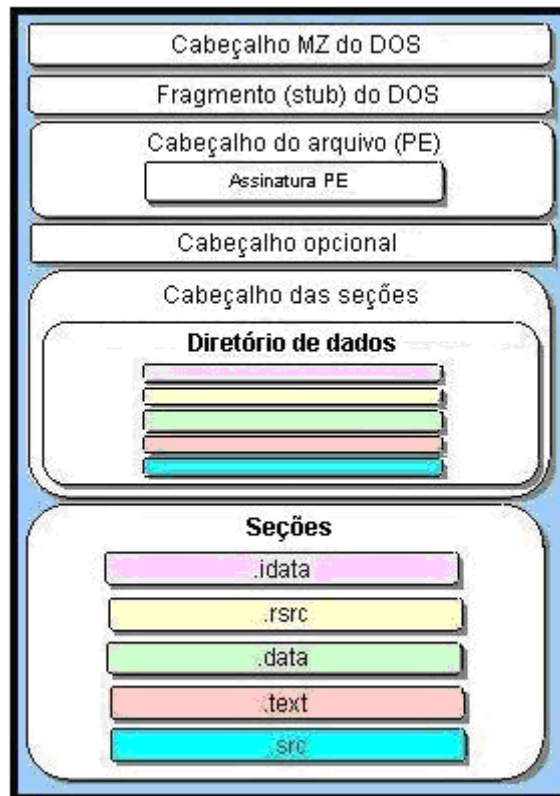 Cabeçalho MZ do DOS
Fragmento (stub) do DOS
Cabeçalho do arquivo (PE)
Assinatura PE
Cabeçalho opcional
Cabeçalho das seções
Diretório de dados
Seções
.idata
.rsrc
.data
.text
.src